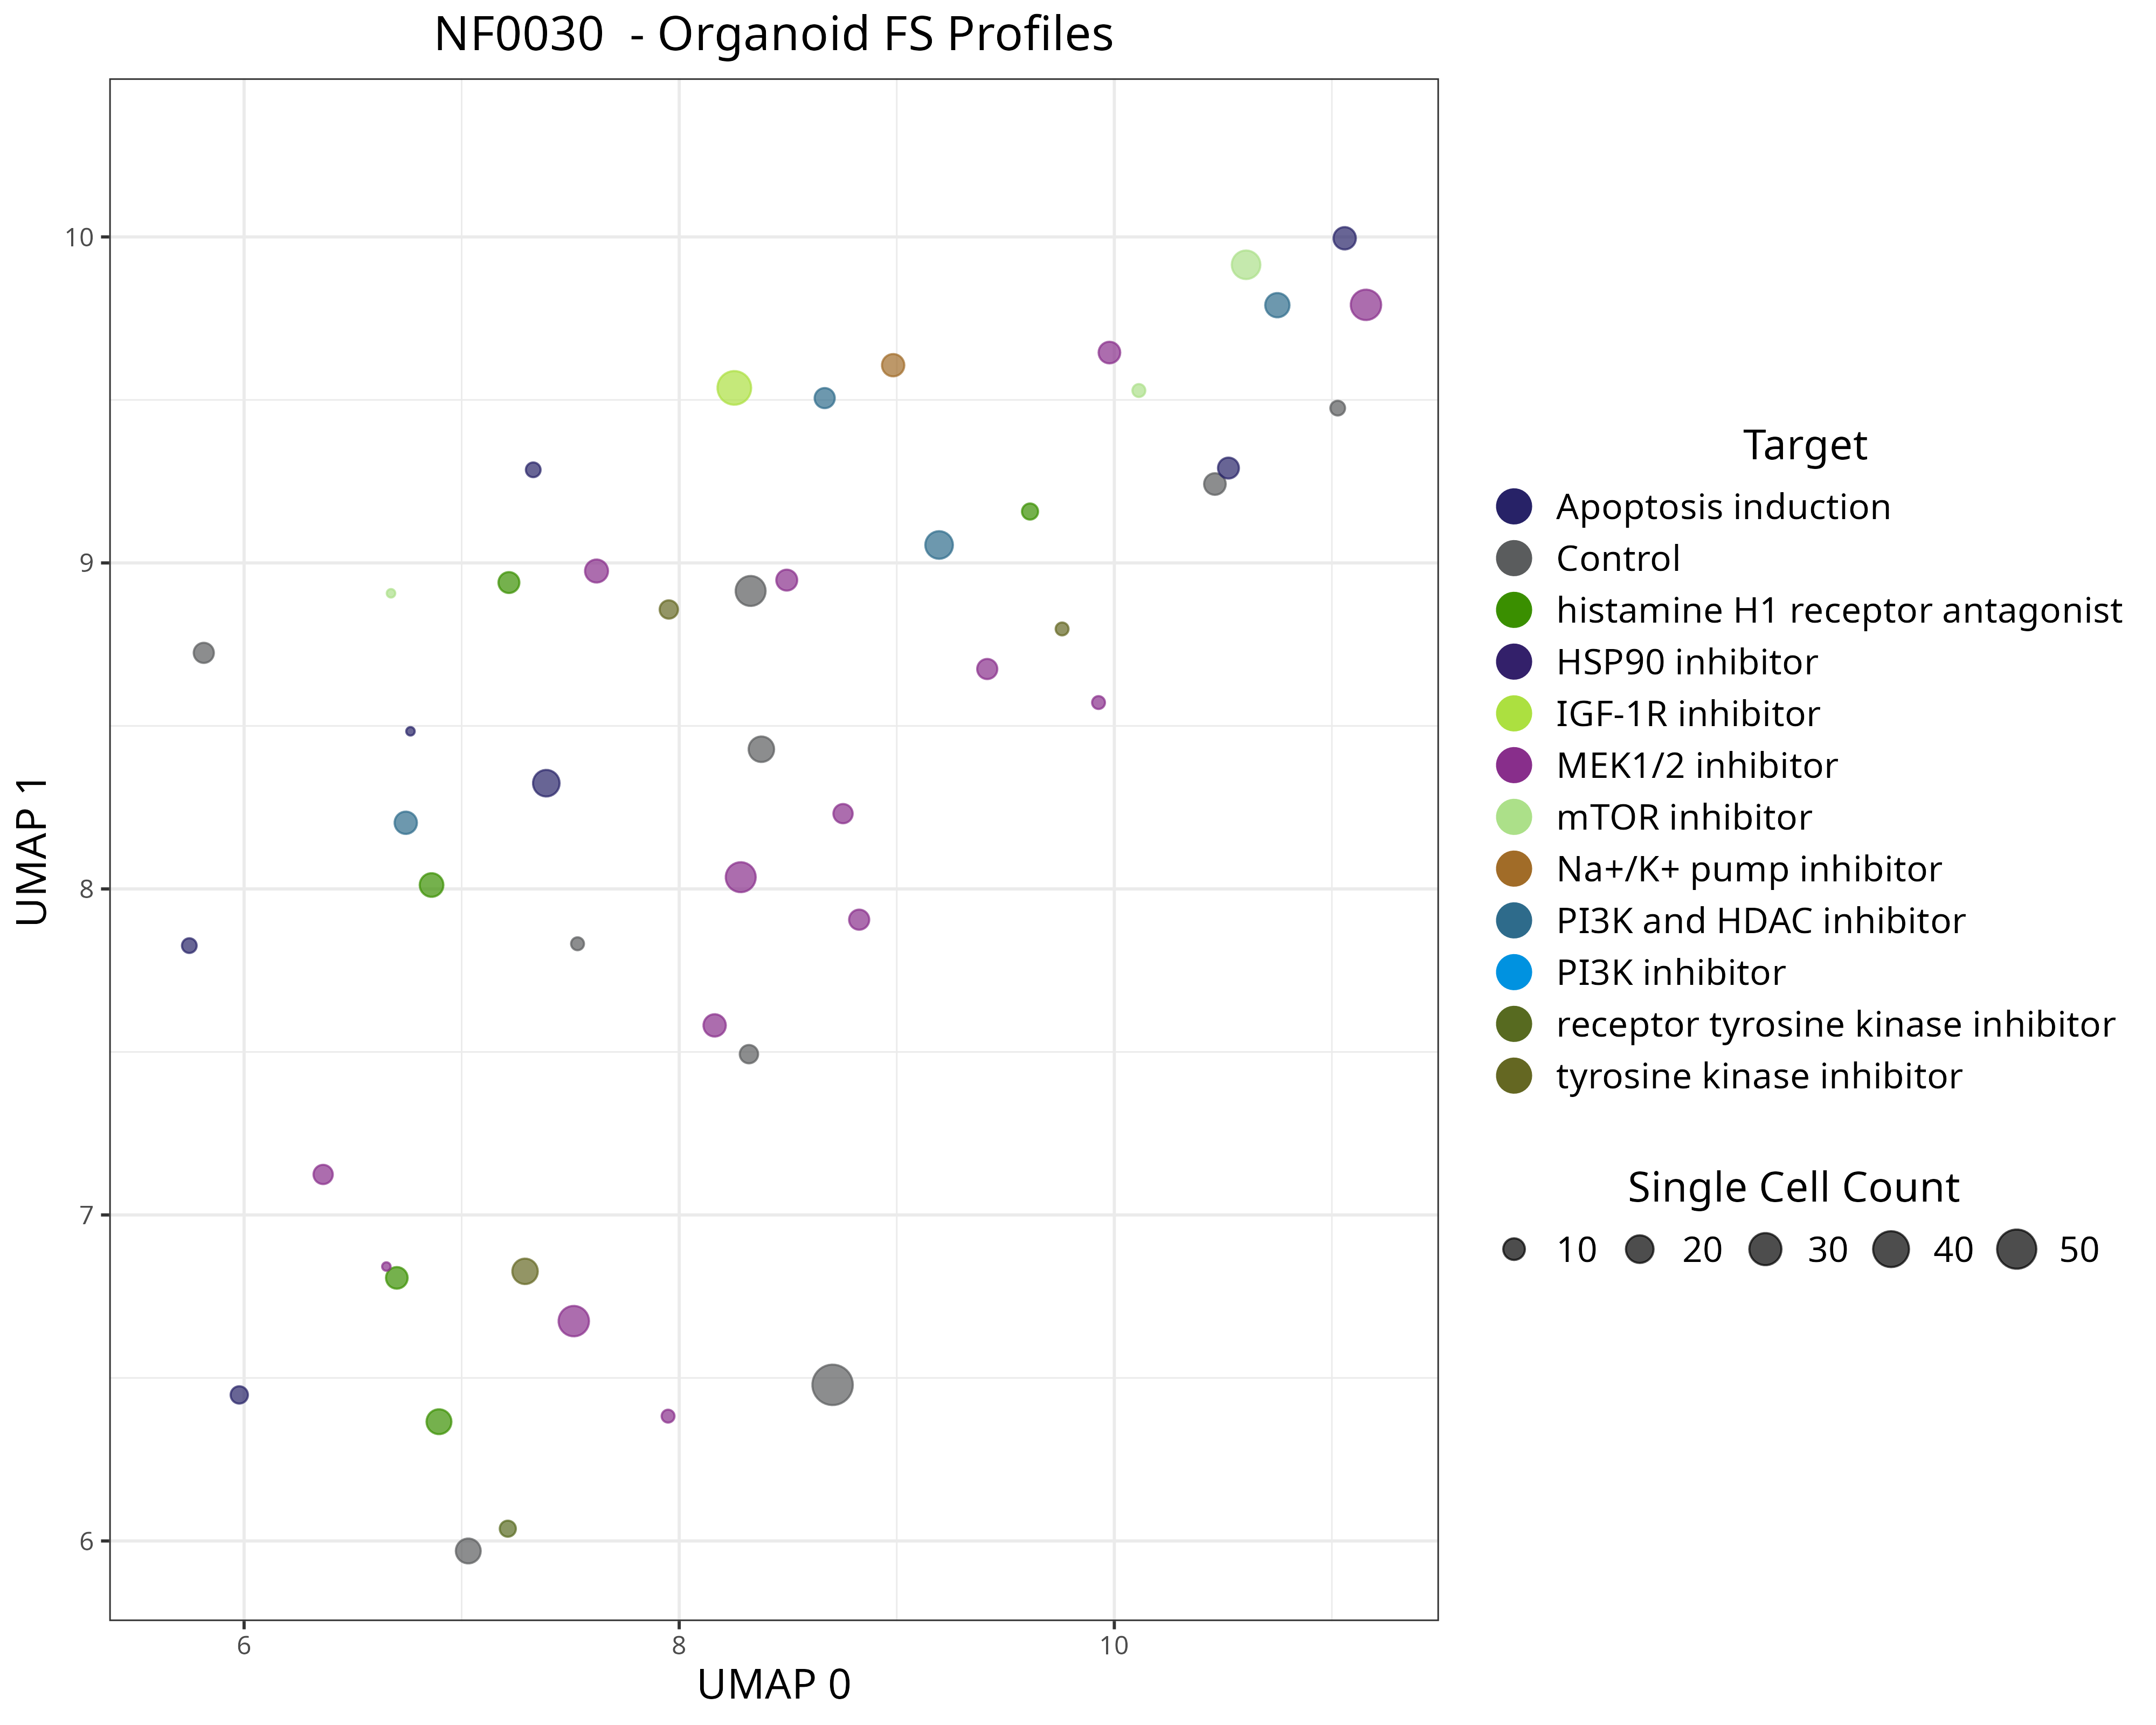 NF0030  - Organoid FS Profiles
10
9
8
7
6
UMAP 1
6
8
10
UMAP 0
Target
Apoptosis induction
Control
histamine H1 receptor antagonist
HSP90 inhibitor
IGF-1R inhibitor
MEK1/2 inhibitor
mTOR inhibitor
Na+/K+ pump inhibitor
PI3K and HDAC inhibitor
PI3K inhibitor
receptor tyrosine kinase inhibitor
tyrosine kinase inhibitor
Single Cell Count
10 20 30 40 50